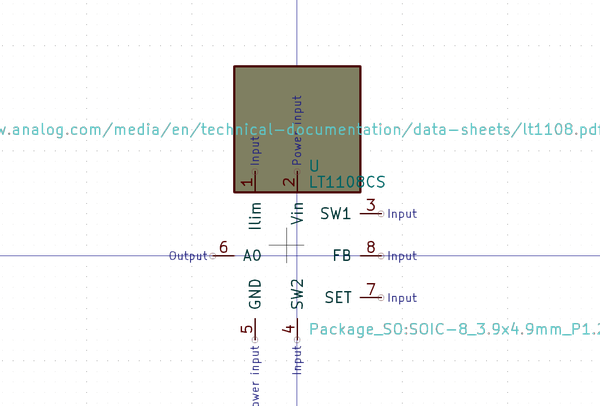 w.analog.com/media/en/technical-documentation/data-sheets/lt1108.pdf
Input
Power input
1
2
U
LT1108CS
Ilim
Vin
SW1
3
Input
Output
6
AO
FB
8
Input
GND
SW2
SET
7
Input
5
4
Package_SO:SOIC-8_3.9x4.9mm_P1.2
ower input
Input